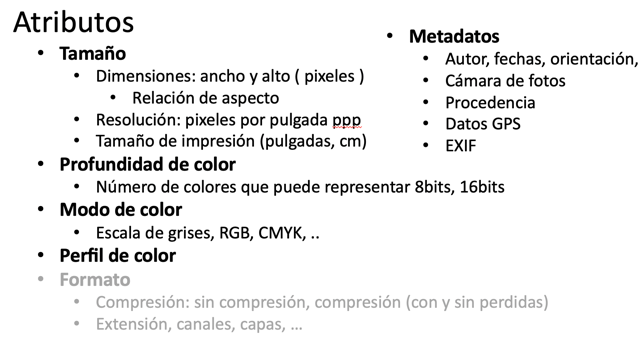 Atributos
• Tamaño
• Dimensiones: ancho y alto ( pixeles )
• Relación de aspecto
• Resolución: pixeles por pulgada ppp
• Tamaño de impresión (pulgadas, cm)
• Profundidad de color
• Número de colores que puede representar 8bits, 16bits
• Modo de color
• Escala de grises, RGB, CMYK, ..
• Perfil de color
• Formato
• Compresión: sin compresión, compresión (con y sin perdidas)
• Extensión, canales, capas, ...
• Metadatos
• Autor, fechas, orientación,
• Cámara de fotos
• Procedencia
• Datos GPS
• EXIF